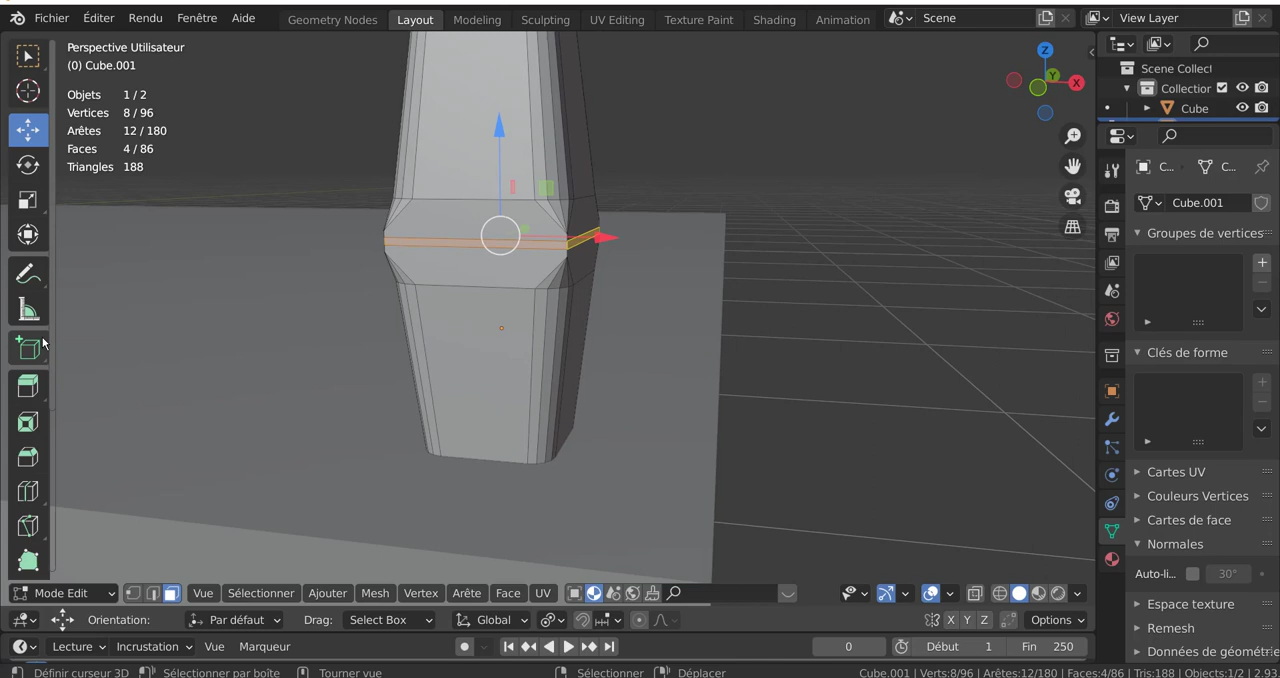 Fichier Éditer Rendu Fenêtre Aide Geometry Nodes Layout Modeling Sculpting UV Editing Texture Paint Shading Animation Scene View Layer
Perspective Utilisateur
(0) Cube.001
Objets 1 / 2
Vertices 8 / 96
Arêtes 12 / 180
Faces 4 / 86
Triangles 188
Z
Y
X
Scene Collect
Collectior
Cube
C... C...
Cube.001
Groupes de vertices
Clés de forme
Cartes UV
Couleurs Vertices
Cartes de face
Normales
Auto-li... 30°
Espace texture
Remesh
Données de géométrie
Mode Edit Vue Sélectionner Ajouter Mesh Vertex Arête Face UV
Orientation: Par défaut Drag: Select Box Global X Y Z Options
Lecture Incrustation Vue Marqueur 0 Début 1 Fin 250
Définir curseur 3D Sélectionner par boîte Tourner vue Sélectionner Déplacer Cube.001 | Verts:8/96 | Arêtes:12/180 | Faces:4/86 | Tris:188 | Objets:1/2 | 2.93